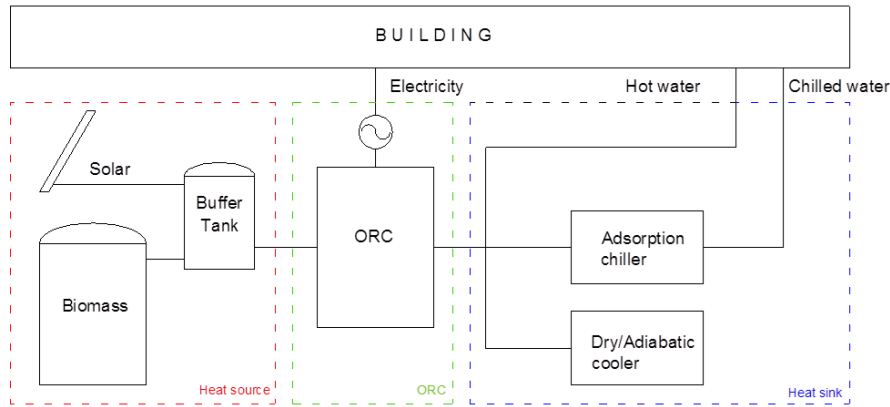 B U I L D I N G
Electricity
Hot water
Chilled water
Solar
Buffer
Tank
ORC
Adsorption
chiller
Biomass
Dry/Adiabatic
cooler
Heat source
ORC
Heat sink